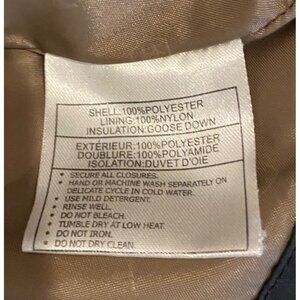 SHELL:100%POLYESTER
LINING:100%NYLON
INSULATION:GOOSE DOWN
EXTÉRIEUR:100%POLYESTER
DOUBLURE:100%POLYAMIDE
ISOLATION:DUVET D'OIE
• SECURE ALL CLOSURES.
• HAND OR MACHINE WASH SEPARATELY ON
DELICATE CYCLE IN COLD WATER.
• USE MILD DETERGENT.
• RINSE WELL.
• DO NOT BLEACH.
• TUMBLE DRY AT LOW HEAT.
• DO NOT IRON.
• DO NOT DRY CLEAN.